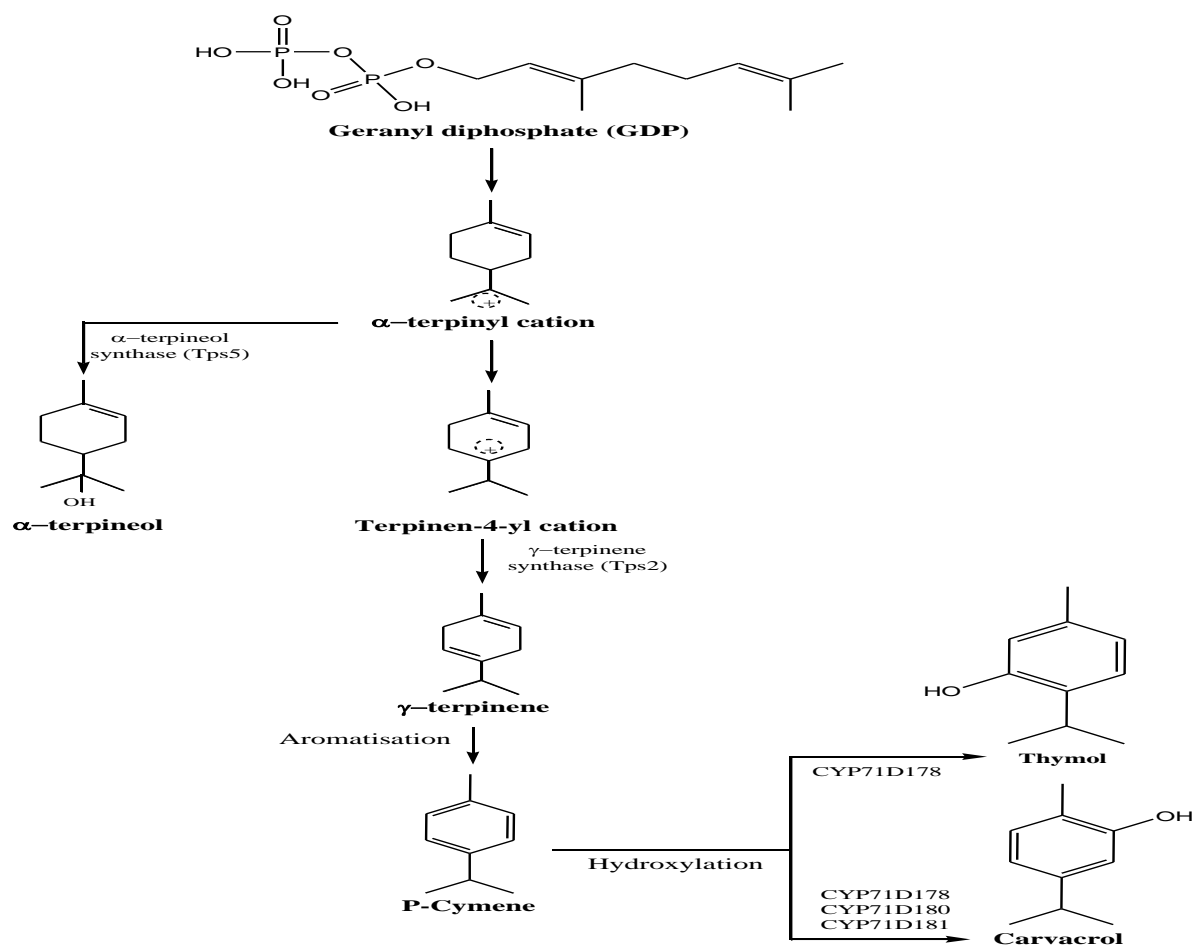 O
HO
P
O
O
OH
O
P
OH
Geranyl diphosphate (GDP)
+
α−terpinyl cation
α−terpineol
synthase (Tps5)
+
OH
α−terpineol
Terpinen-4-yl cation
γ−terpinene
synthase (Tps2)
γ−terpinene
Aromatisation
HO
Thymol
CYP71D178
OH
P-Cymene
Hydroxylation
CYP71D178
CYP71D180
CYP71D181
Carvacrol